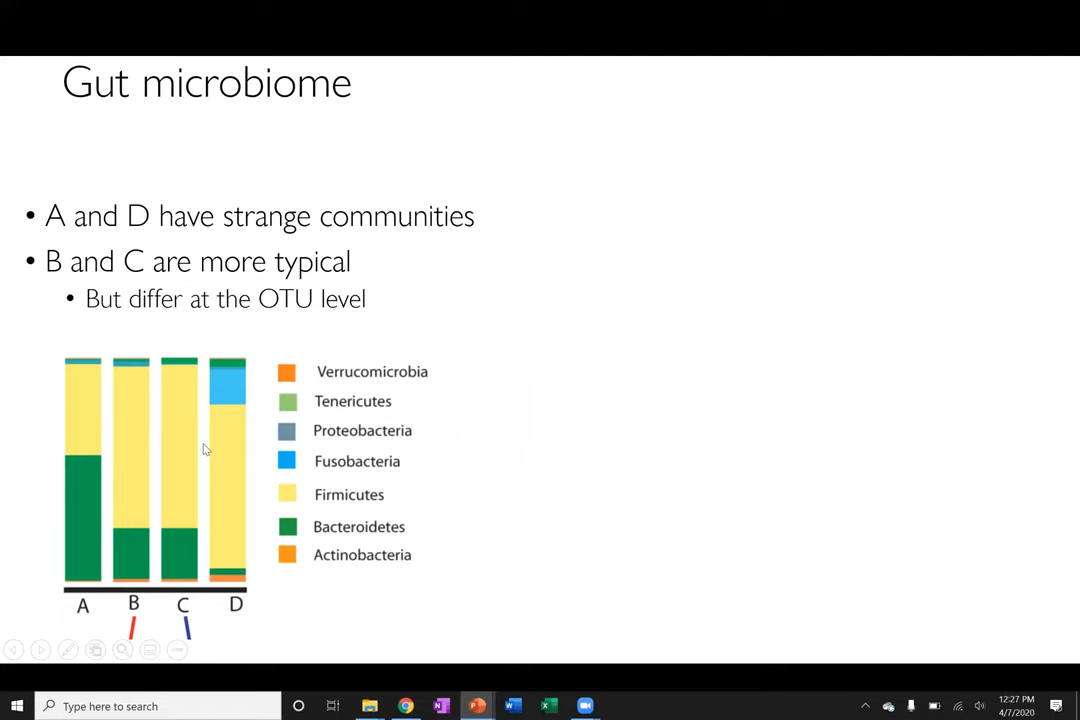 Gut microbiome
• A and D have strange communities
• B and C are more typical
• But differ at the OTU level
Verrucomicrobia
Tenericutes
Proteobacteria
Fusobacteria
Firmicutes
Bacteroidetes
Actinobacteria
A B C D
Type here to search
12:27 PM
4/7/2020